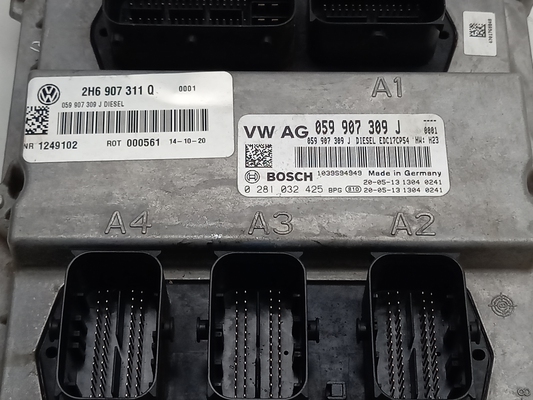 2H6 907 311 Q 0001
059 907 309 J DIESEL
NR 1249102 ROT 000561 14-10-20
A1
VW AG 059 907 309 J 0001
059 907 309 J DIESEL EDC17CP54 HW: H23
BOSCH 1039S94949 Made in Germany
0 281 032 425 BPG 810 20-05-13 1304 0241
20-05-13 1304 0241
A4 A3 A2